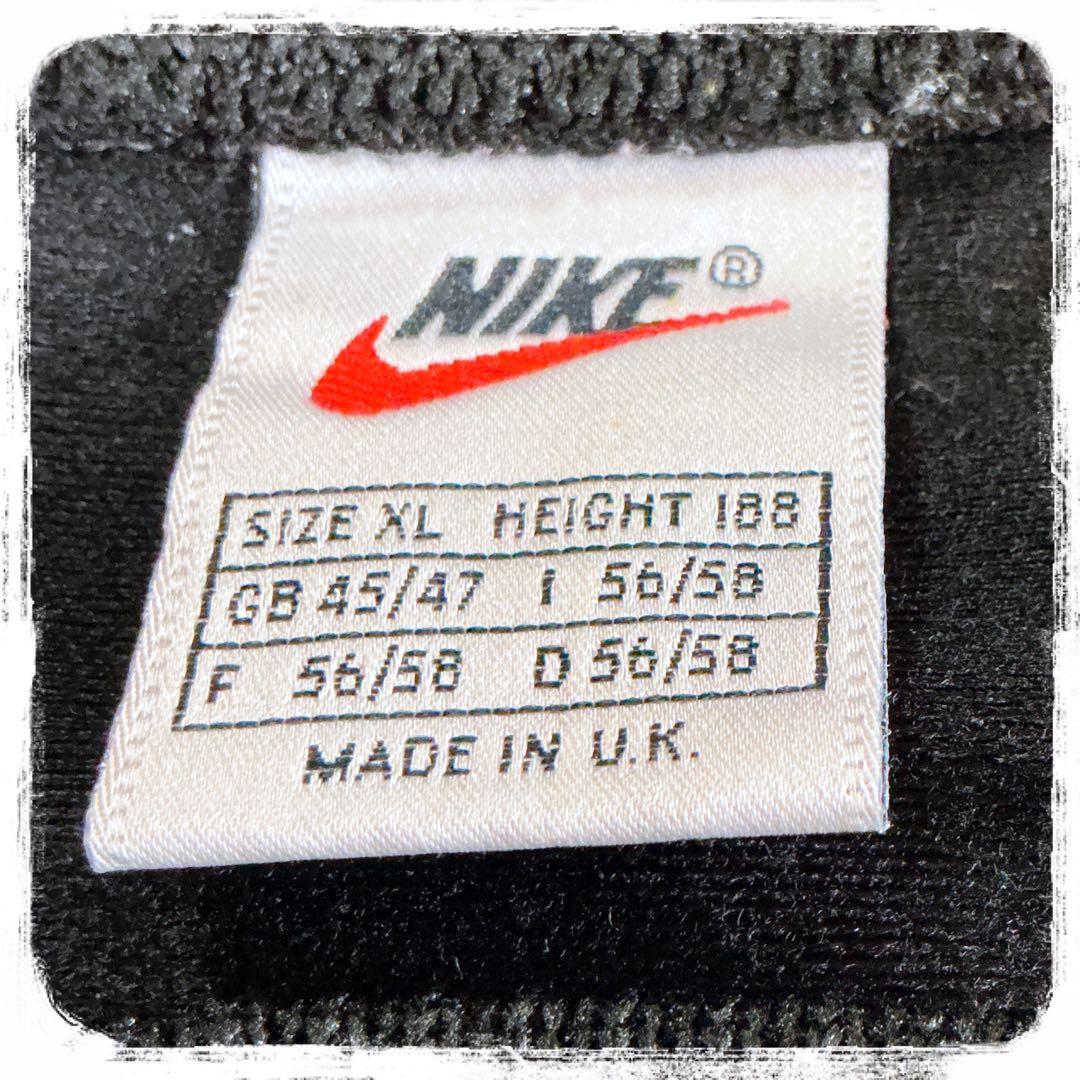 NIKE®
SIZE XL HEIGHT 188
GB 45/47 I 56/58
F 56/58 D 56/58
MADE IN U.K.